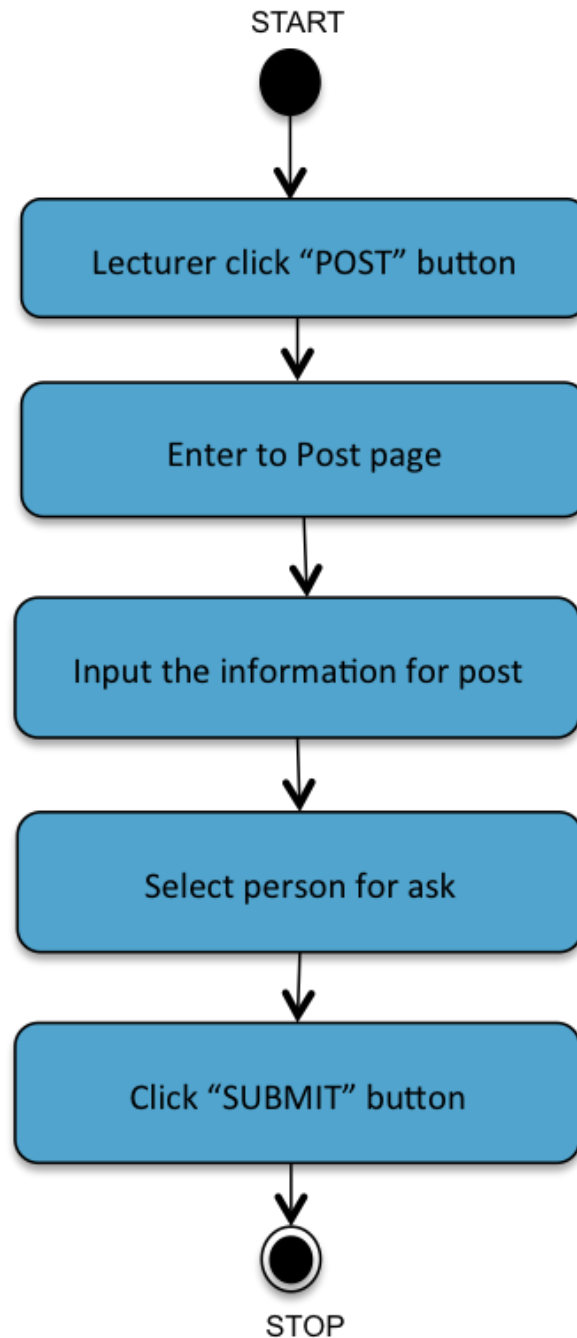 START
Lecturer click “POST” button
Enter to Post page
Input the information for post
Select person for ask
Click “SUBMIT” button
STOP